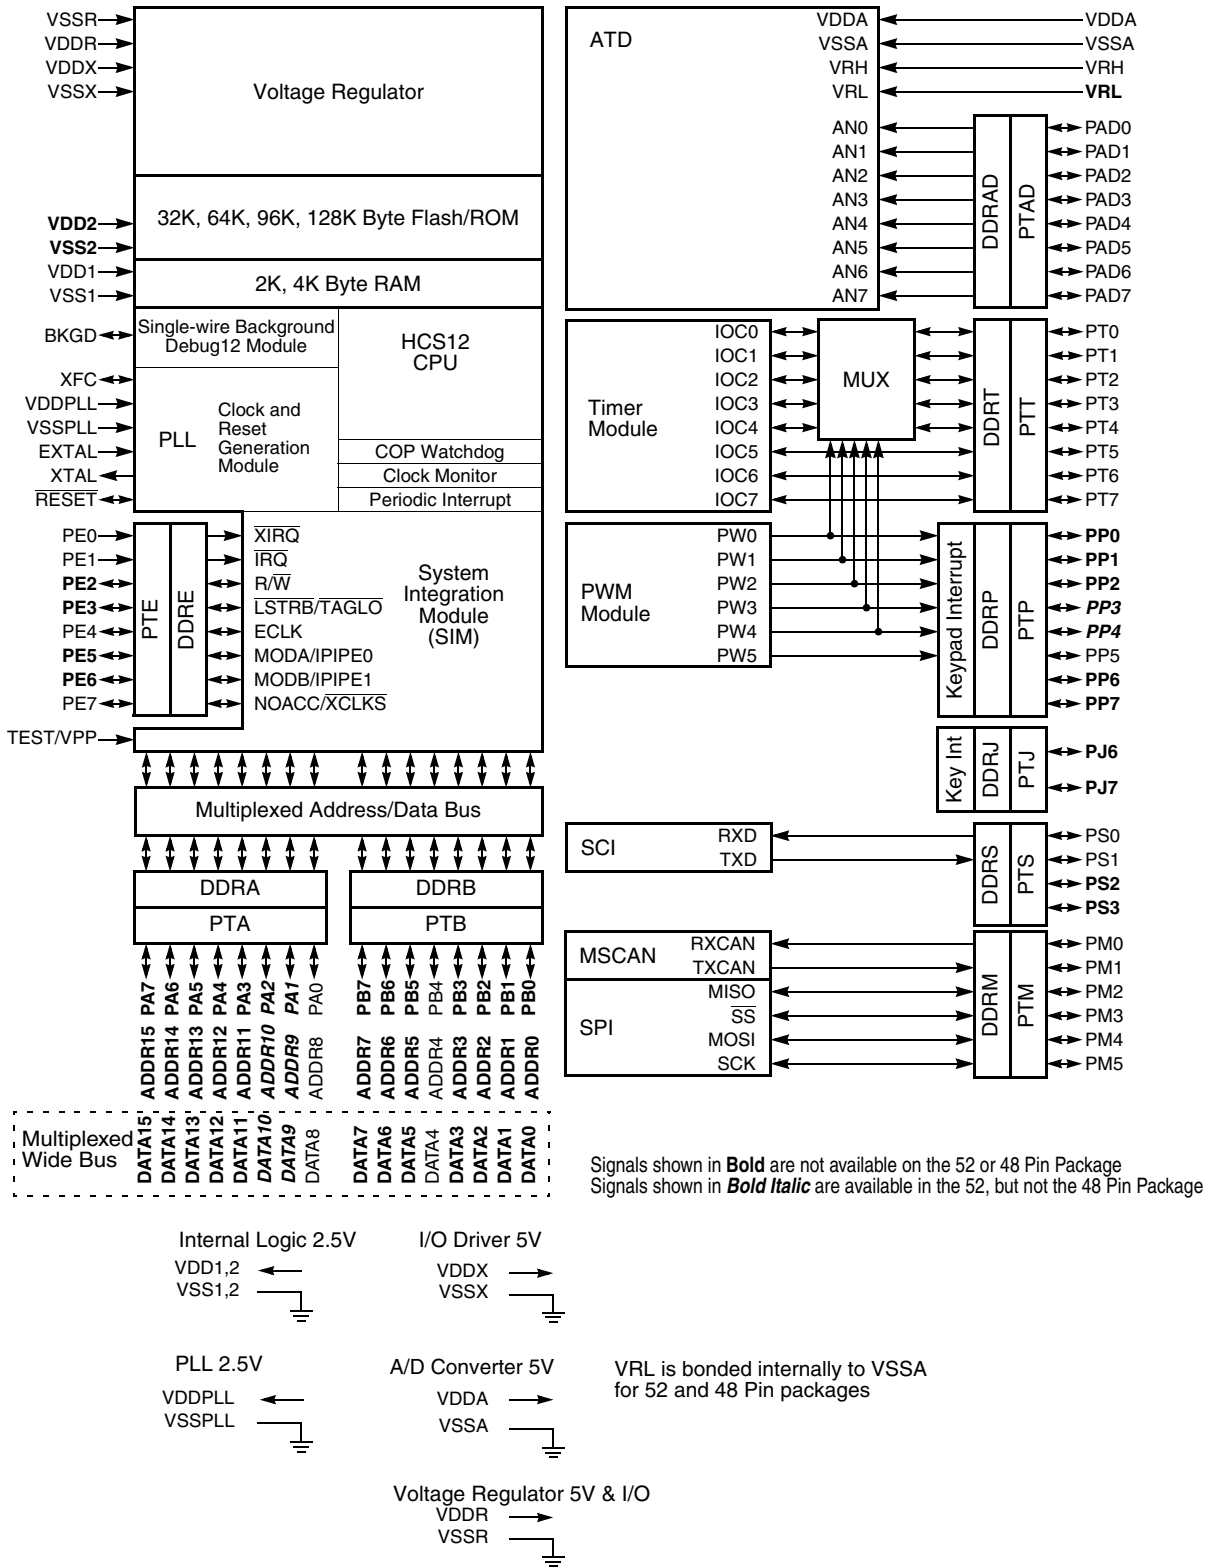 VSSR
VDDR
VDDX
VSSX
Voltage Regulator
VDD2
VSS2
VDD1
VSS1
32K, 64K, 96K, 128K Byte Flash/ROM
2K, 4K Byte RAM
BKGD
Single-wire Background
Debug12 Module
HCS12
CPU
XFC
VDDPLL
VSSPLL
EXTAL
XTAL
RESET
PLL
Clock and
Reset
Generation
Module
COP Watchdog
Clock Monitor
Periodic Interrupt
PE0
PE1
PE2
PE3
PE4
PE5
PE6
PE7
PTE
DDRE
XIRQ
IRQ
R/W
LSTRB/TAGLO
ECLK
MODA/IPIPE0
MODB/IPIPE1
NOACC/XCLKS
System
Integration
Module
(SIM)
TEST/VPP
Multiplexed Address/Data Bus
DDRA
DDRB
PTA
PTB
PA7
PA6
PA5
PA4
PA3
PA2
PA1
PA0
PB7
PB6
PB5
PB4
PB3
PB2
PB1
PB0
ADDR15
ADDR14
ADDR13
ADDR12
ADDR11
ADDR10
ADDR9
ADDR8
ADDR7
ADDR6
ADDR5
ADDR4
ADDR3
ADDR2
ADDR1
ADDR0
Multiplexed
Wide Bus
DATA15
DATA14
DATA13
DATA12
DATA11
DATA10
DATA9
DATA8
DATA7
DATA6
DATA5
DATA4
DATA3
DATA2
DATA1
DATA0
ATD
VDDA
VSSA
VRH
VRL
AN0
AN1
AN2
AN3
AN4
AN5
AN6
AN7
DDRAD
PTAD
VDDA
VSSA
VRH
VRL
PAD0
PAD1
PAD2
PAD3
PAD4
PAD5
PAD6
PAD7
Timer
Module
IOC0
IOC1
IOC2
IOC3
IOC4
IOC5
IOC6
IOC7
MUX
DDRT
PTT
PT0
PT1
PT2
PT3
PT4
PT5
PT6
PT7
PWM
Module
PW0
PW1
PW2
PW3
PW4
PW5
Keypad Interrupt
DDRP
PTP
PP0
PP1
PP2
PP3
PP4
PP5
PP6
PP7
Key Int
DDRJ
PTJ
PJ6
PJ7
SCI
RXD
TXD
DDRS
PTS
PS0
PS1
PS2
PS3
MSCAN
RXCAN
TXCAN
SPI
MISO
SS
MOSI
SCK
DDRM
PTM
PM0
PM1
PM2
PM3
PM4
PM5
Signals shown in Bold are not available on the 52 or 48 Pin Package
Signals shown in Bold Italic are available in the 52, but not the 48 Pin Package
Internal Logic 2.5V
VDD1,2
VSS1,2
I/O Driver 5V
VDDX
VSSX
PLL 2.5V
VDDPLL
VSSPLL
A/D Converter 5V
VDDA
VSSA
VRL is bonded internally to VSSA
for 52 and 48 Pin packages
Voltage Regulator 5V & I/O
VDDR
VSSR